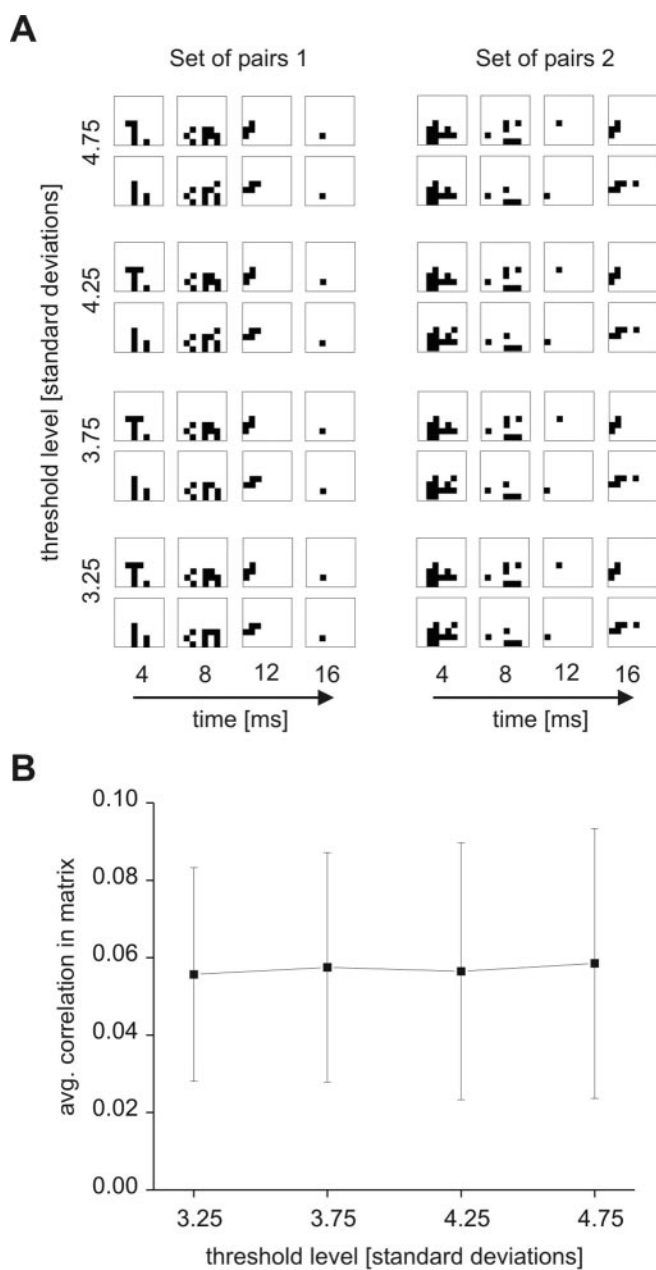 A
Set of pairs 1
Set of pairs 2
threshold level [standard deviations]
4.75
4.25
3.75
3.25
4 8 12 16
4 8 12 16
time [ms]
time [ms]
B
avg. correlation in matrix
0.10
0.08
0.06
0.04
0.02
0.00
3.25 3.75 4.25 4.75
threshold level [standard deviations]